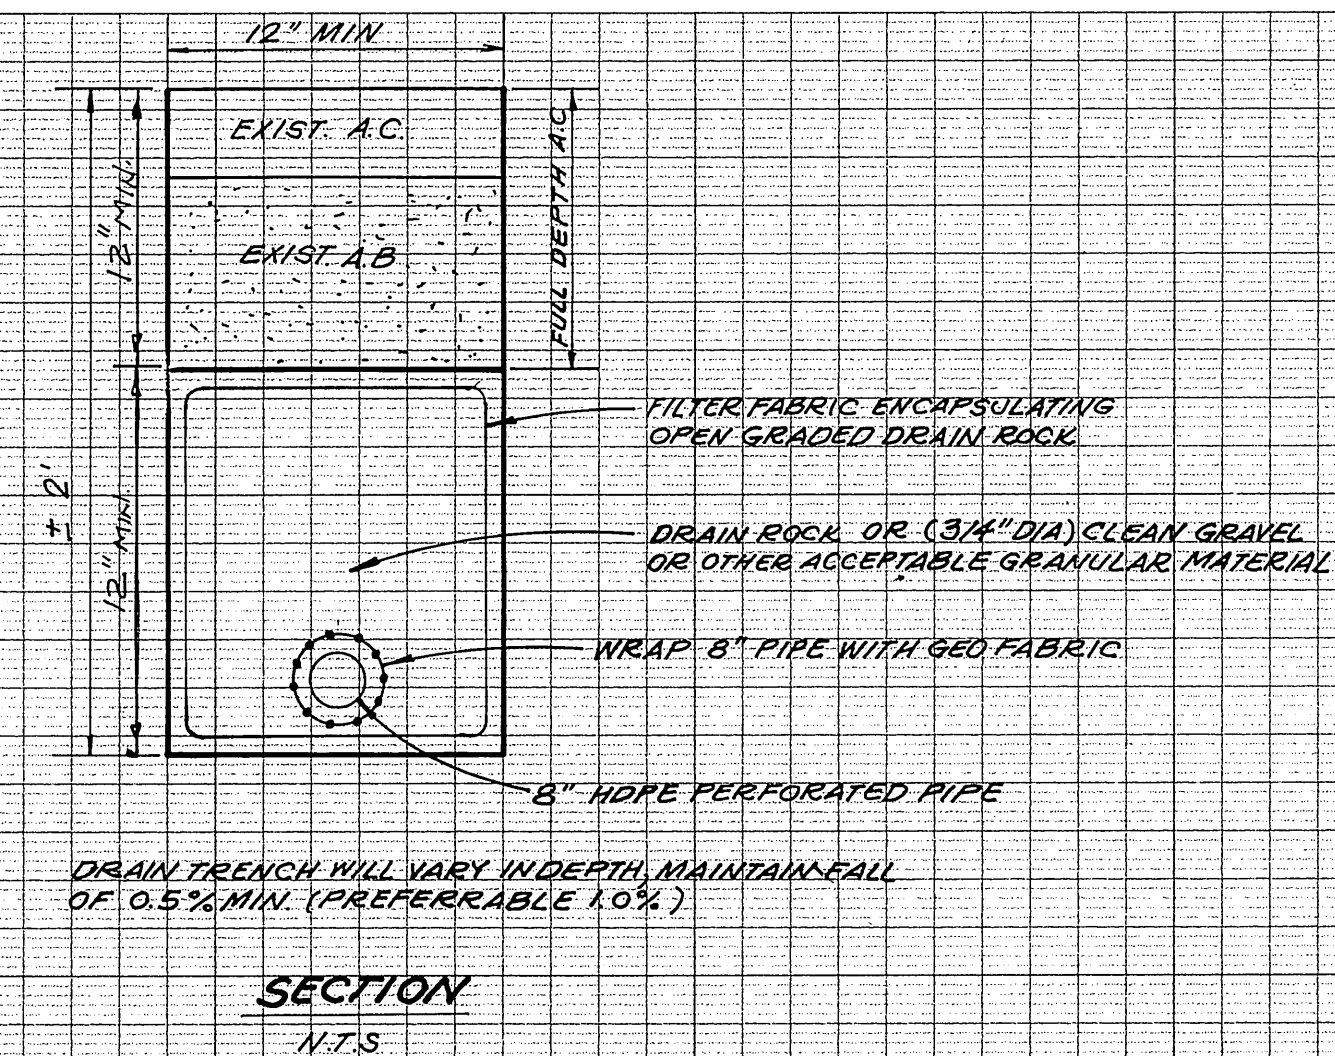 12" MIN
EXIST. A.C.
12" MIN.
FULL DEPTH A.C.
EXIST. A.B
FILTER FABRIC ENCAPSULATING
OPEN GRADED DRAIN ROCK
± 2'
12" MIN.
DRAIN ROCK OR (3/4" DIA) CLEAN GRAVEL
OR OTHER ACCEPTABLE GRANULAR MATERIAL
WRAP 8" PIPE WITH GEO FABRIC
8" HDPE PERFORATED PIPE
DRAIN TRENCH WILL VARY IN DEPTH, MAINTAIN FALL
OF 0.5% MIN. (PREFERRABLE 1.0%)
SECTION
N.T.S